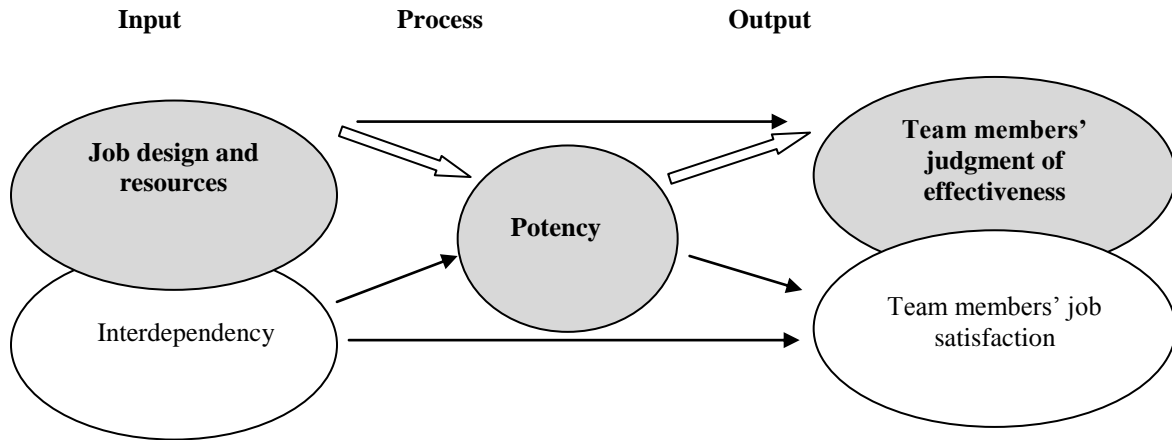 Input Process Output
Job design and
resources
Team members’
judgment of
effectiveness
Potency
Interdependency
Team members’ job
satisfaction